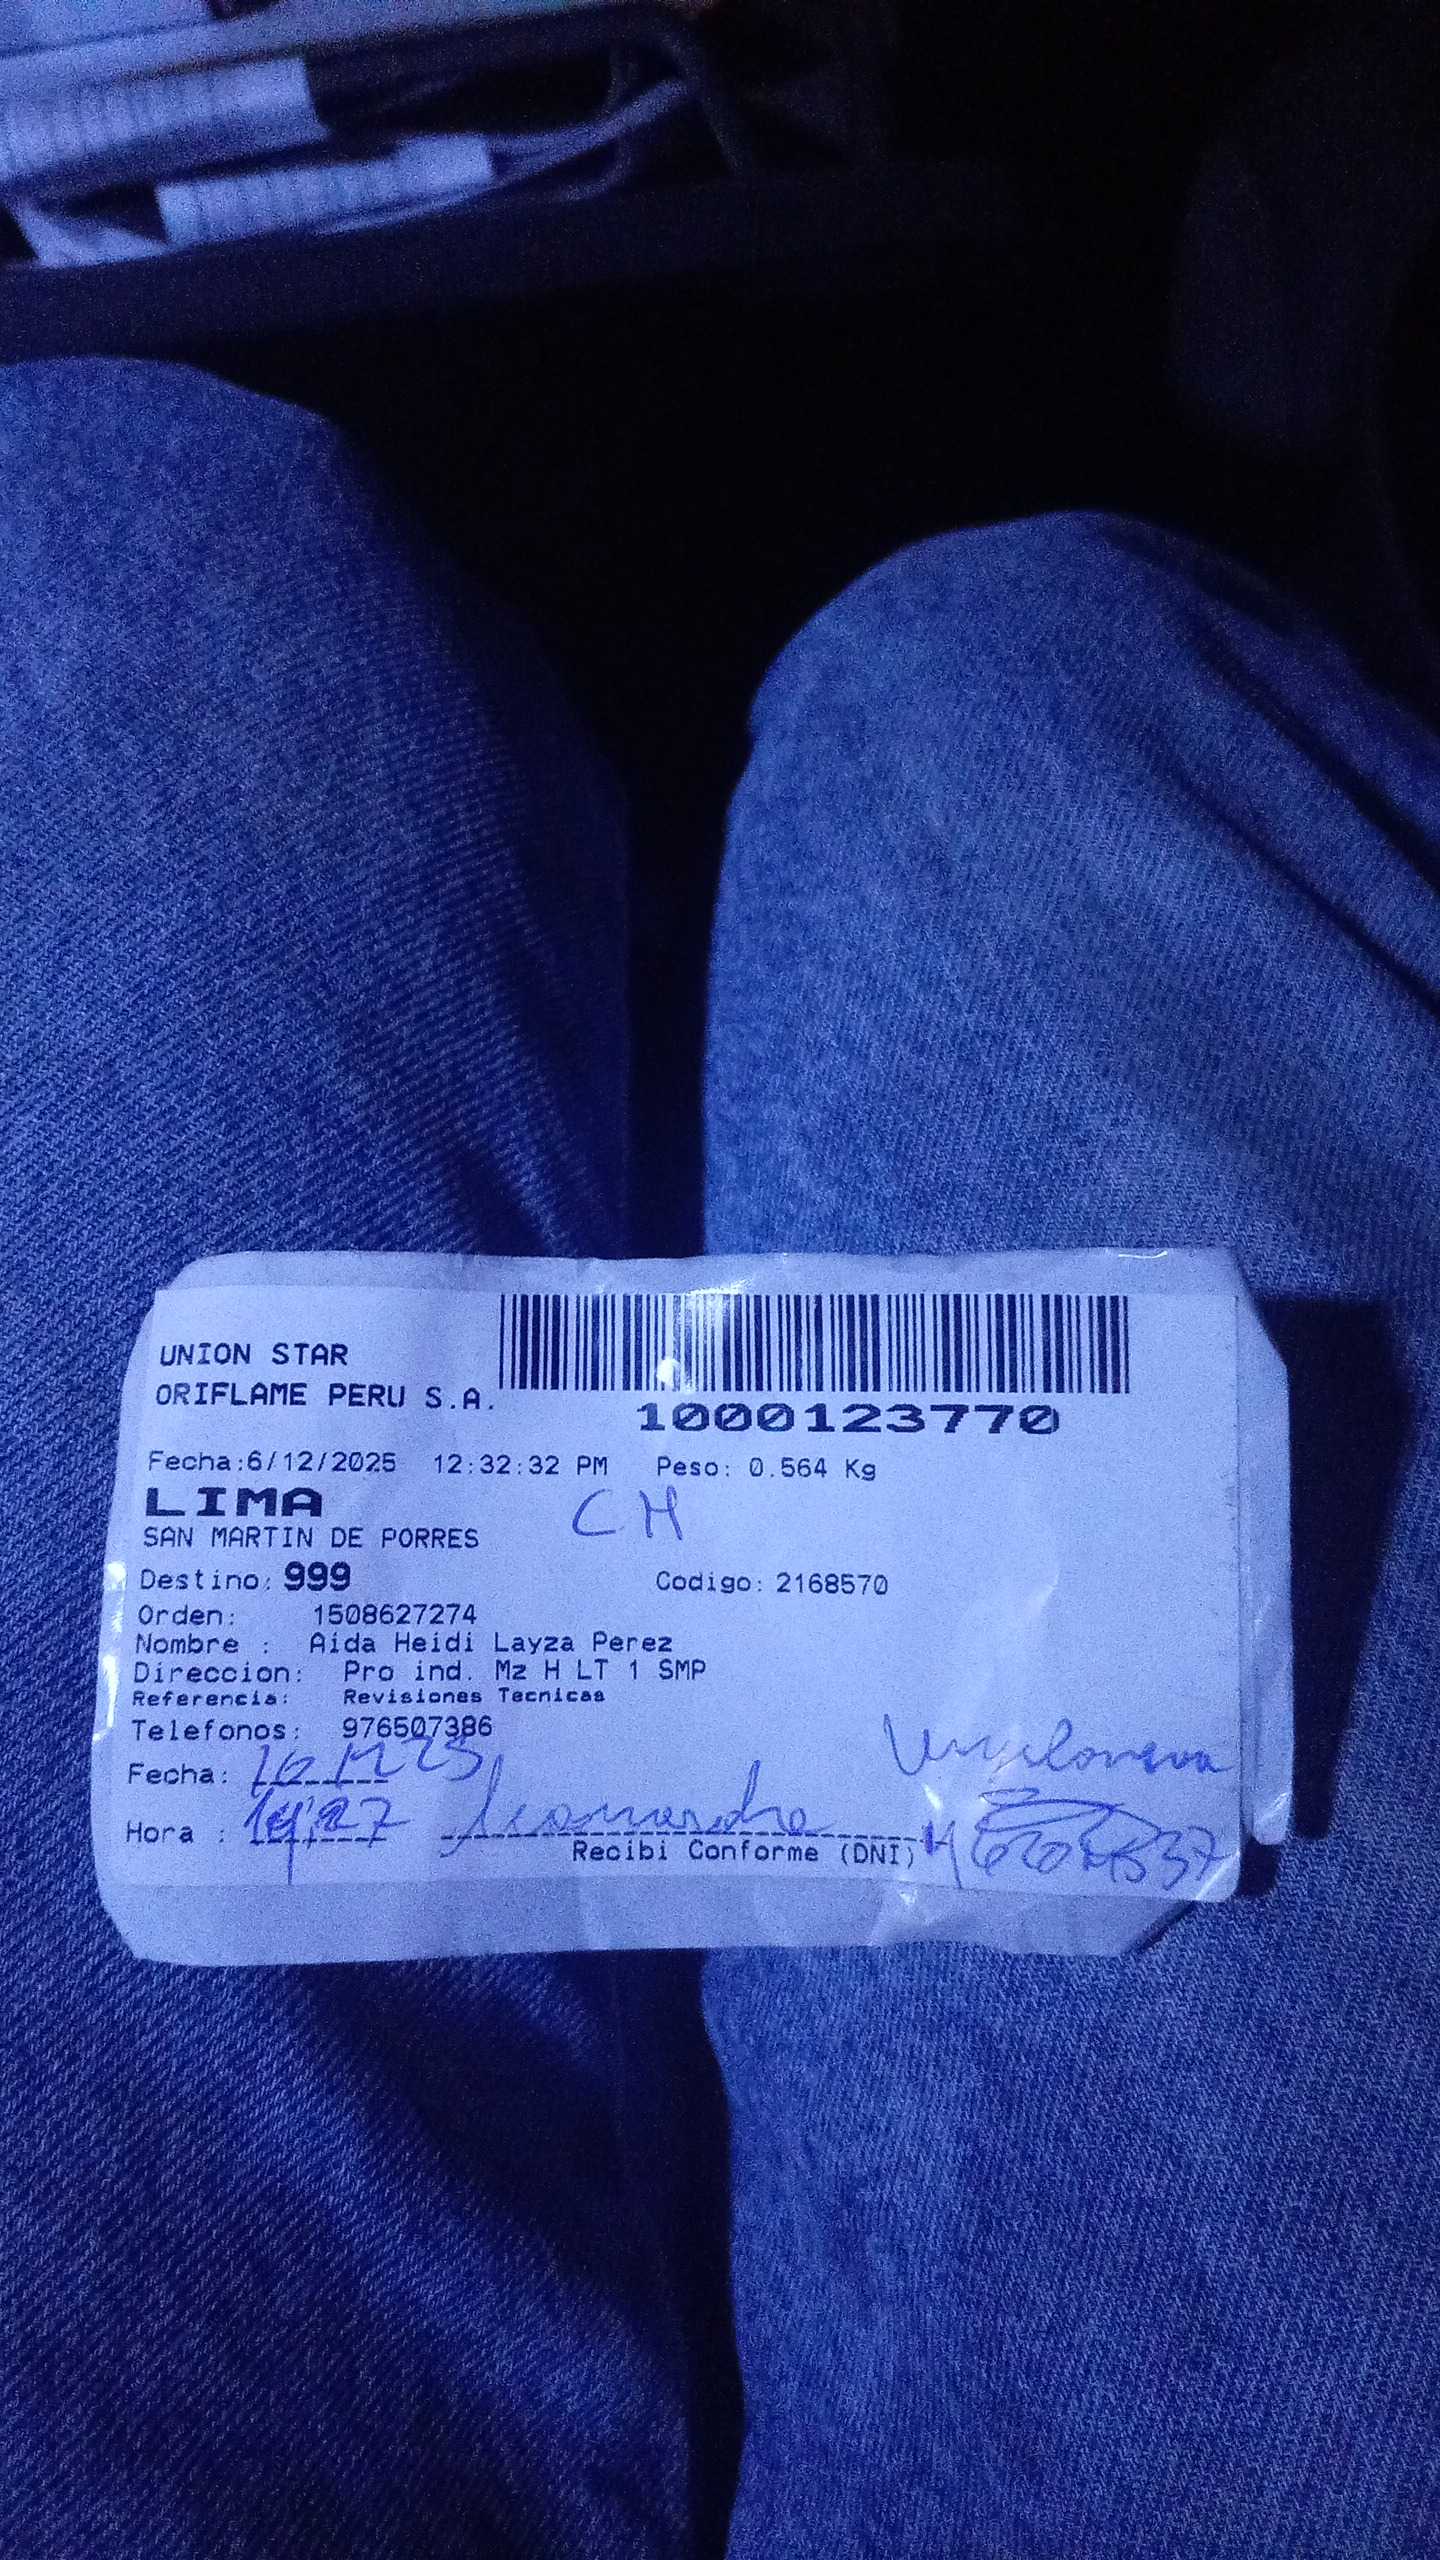 UNION STAR
ORIFLAME PERU S.A.
1000123770
Fecha:6/12/2025 12:32:32 PM Peso: 0.564 Kg
LIMA
CH
SAN MARTIN DE PORRES
Destino: 999 Codigo: 2168570
Orden: 1508627274
Nombre : Aida Heidi Layza Perez
Direccion: Pro ind. Mz H LT 1 SMP
Referencia: Revisiones Tecnicas
Telefonos: 976507386
Fecha:
Hora : Leonardo
Recibi Conforme (DNI)